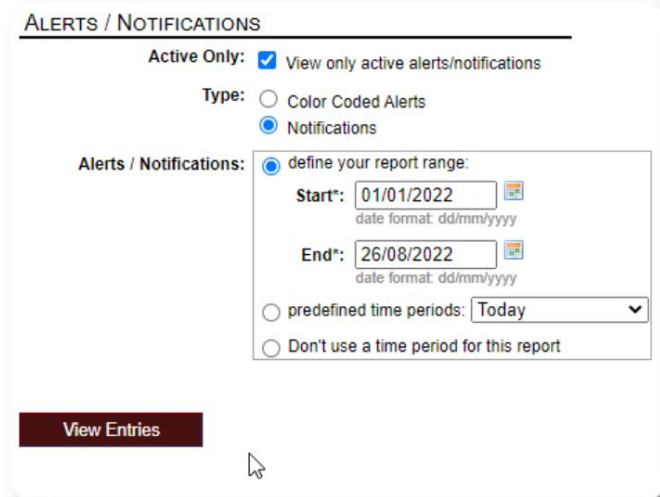 ALERTS / NOTIFICATIONS
Active Only: View only active alerts/notifications
Type: Color Coded Alerts
Notifications
Alerts / Notifications: define your report range:
Start*: 01/01/2022
date format: dd/mm/yyyy
End*: 26/08/2022
date format: dd/mm/yyyy
predefined time periods: Today
Don't use a time period for this report
View Entries